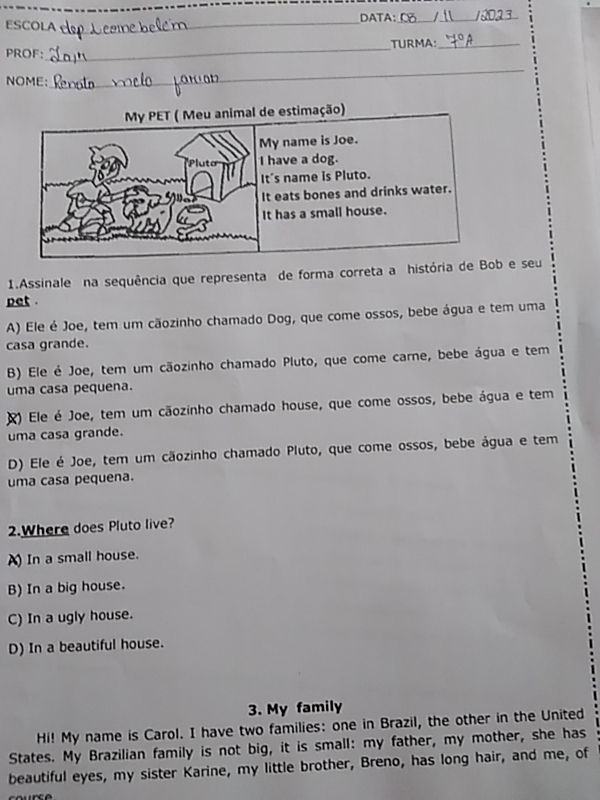 ESCOLA dep Leonebelém DATA: 08 / 11 / 2023
PROF: TURMA: 7ºA
NOME: Renato melo
My PET ( Meu animal de estimação)
Pluto
My name is Joe.
I have a dog.
It´s name is Pluto.
It eats bones and drinks water.
It has a small house.
1.Assinale na sequência que representa de forma correta a história de Bob e seu
pet .
A) Ele é Joe, tem um cãozinho chamado Dog, que come ossos, bebe água e tem uma
casa grande.
B) Ele é Joe, tem um cãozinho chamado Pluto, que come carne, bebe água e tem
uma casa pequena.
C) Ele é Joe, tem um cãozinho chamado house, que come ossos, bebe água e tem
uma casa grande.
D) Ele é Joe, tem um cãozinho chamado Pluto, que come ossos, bebe água e tem
uma casa pequena.
2.Where does Pluto live?
A) In a small house.
B) In a big house.
C) In a ugly house.
D) In a beautiful house.
3. My family
Hi! My name is Carol. I have two families: one in Brazil, the other in the United
States. My Brazilian family is not big, it is small: my father, my mother, she has
beautiful eyes, my sister Karine, my little brother, Breno, has long hair, and me, of
course